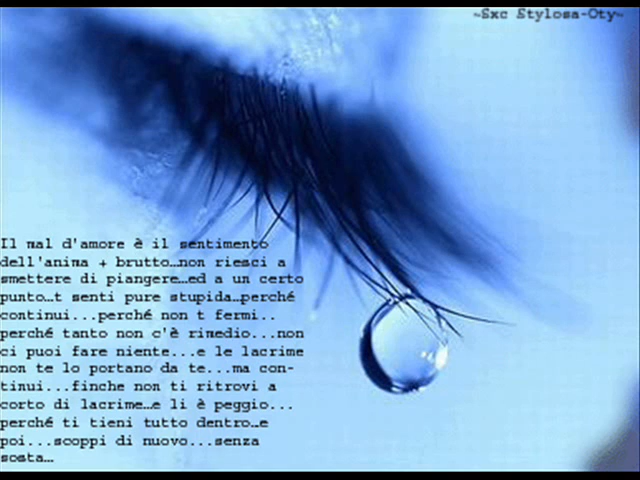 ~Sxc Stylosa-Oty~
Il mal d'amore è il sentimento
dell'anima + brutto…non riesci a
smettere di piangere…ed a un certo
punto…t senti pure stupida…perché
continui...perché non t fermi..
perché tanto non c'è rimedio...non
ci puoi fare niente...e le lacrime
non te lo portano da te...ma con-
tinui...finche non ti ritrovi a
corto di lacrime…e li è peggio...
perché ti tieni tutto dentro…e
poi...scoppi di nuovo...senza
sosta…